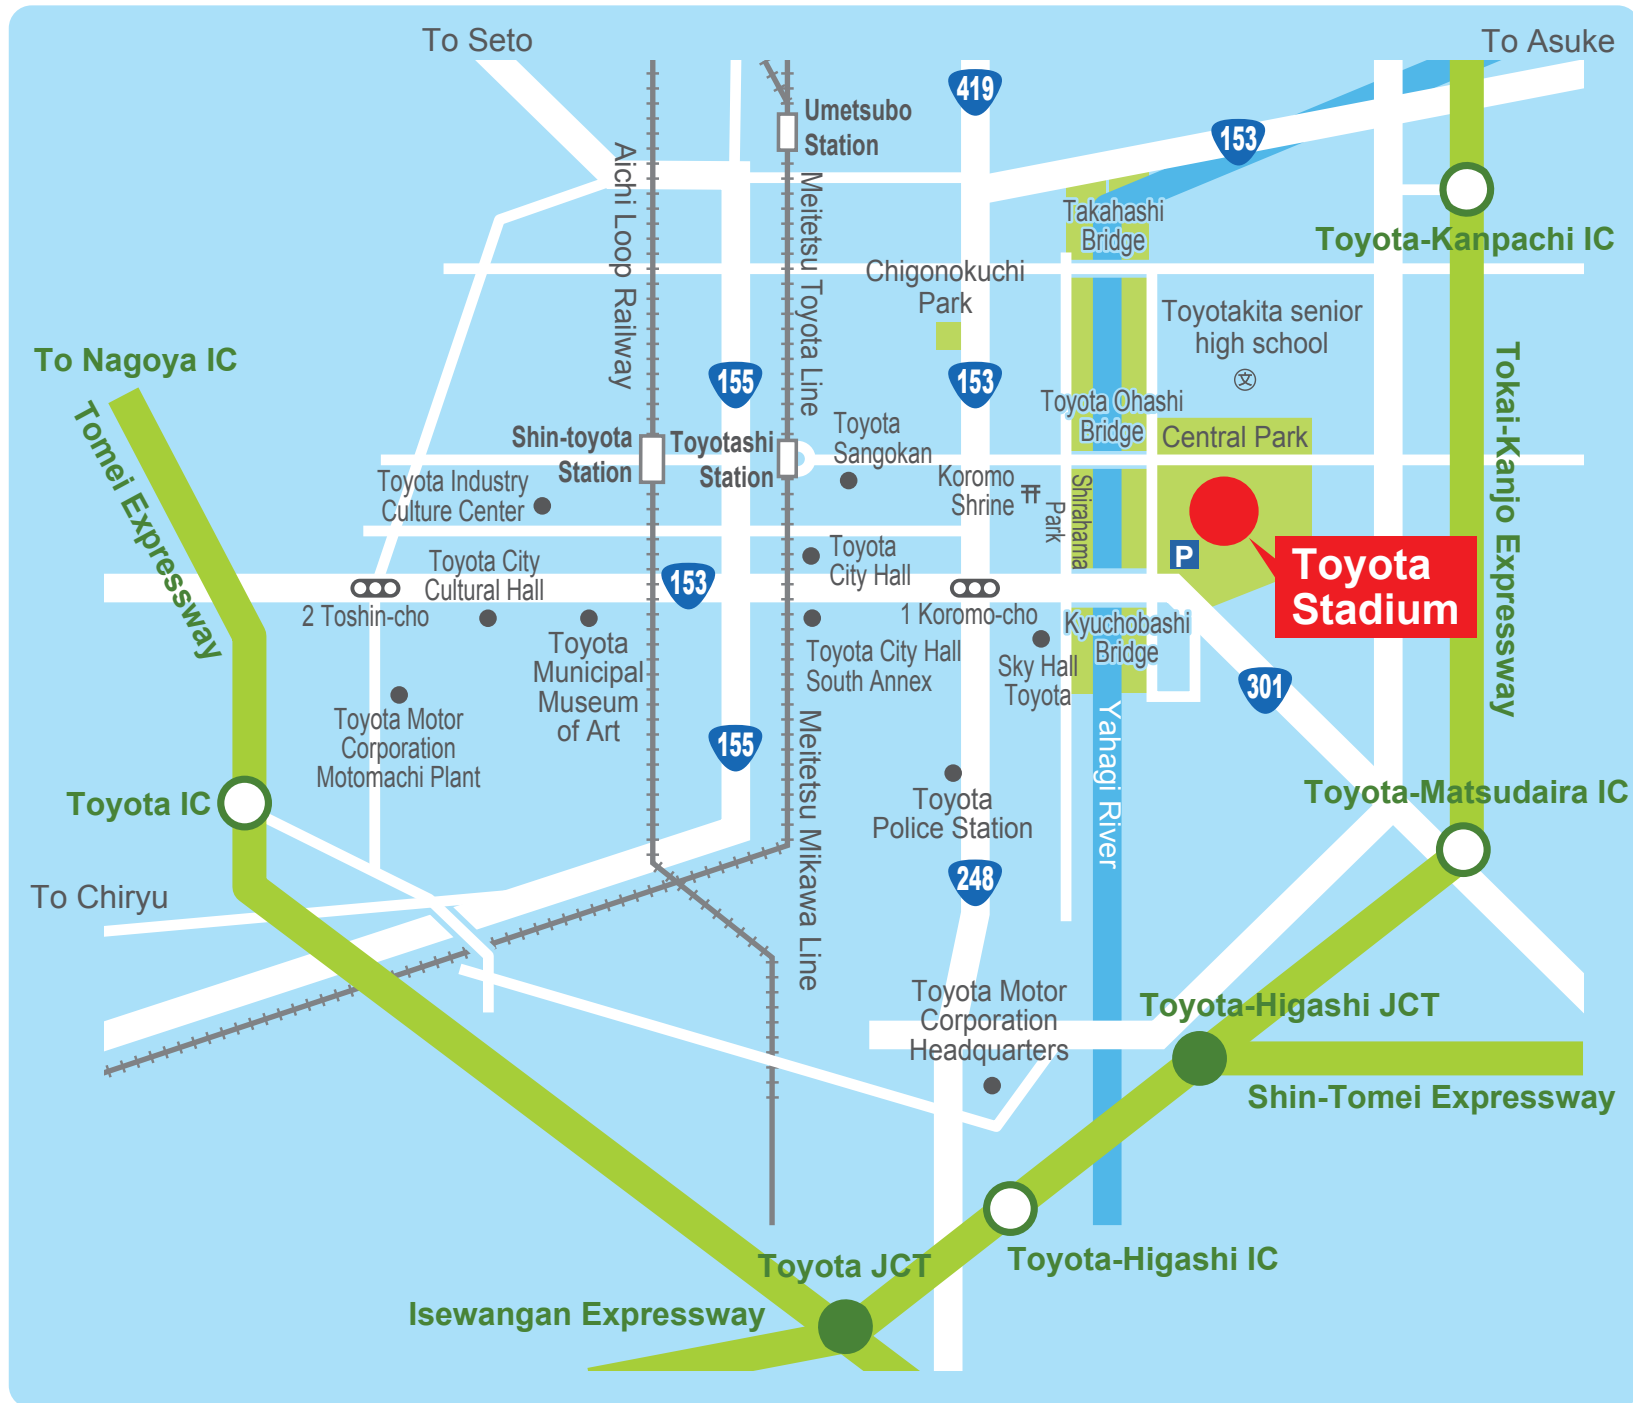 To Seto
To Asuke
419
Umetsubo
Station
153
Aichi Loop Railway
Meitetsu Toyota Line
Takahashi
Bridge
Toyota-Kanpachi IC
Chigonokuchi
Park
Toyotakita senior
high school
文
To Nagoya IC
Tomei Expressway
155
153
Tokai-Kanjo Expressway
Toyota Ohashi
Bridge
Central Park
Shin-toyota
Station
Toyotashi
Station
Toyota
Sangokan
Koromo
Shrine
Shirahama
Park
Toyota Industry
Culture Center
P
Toyota
Stadium
Toyota City
Cultural Hall
Toyota
City Hall
153
2 Toshin-cho
1 Koromo-cho
Kyuchobashi
Bridge
Toyota
Municipal
Museum
of Art
Toyota City Hall
South Annex
Sky Hall
Toyota
301
Toyota Motor
Corporation
Motomachi Plant
155
Meitetsu Mikawa Line
Yahagi River
Toyota IC
Toyota
Police Station
Toyota-Matsudaira IC
248
To Chiryu
Toyota Motor
Corporation
Headquarters
Toyota-Higashi JCT
Shin-Tomei Expressway
Toyota-Higashi IC
Toyota JCT
Isewangan Expressway